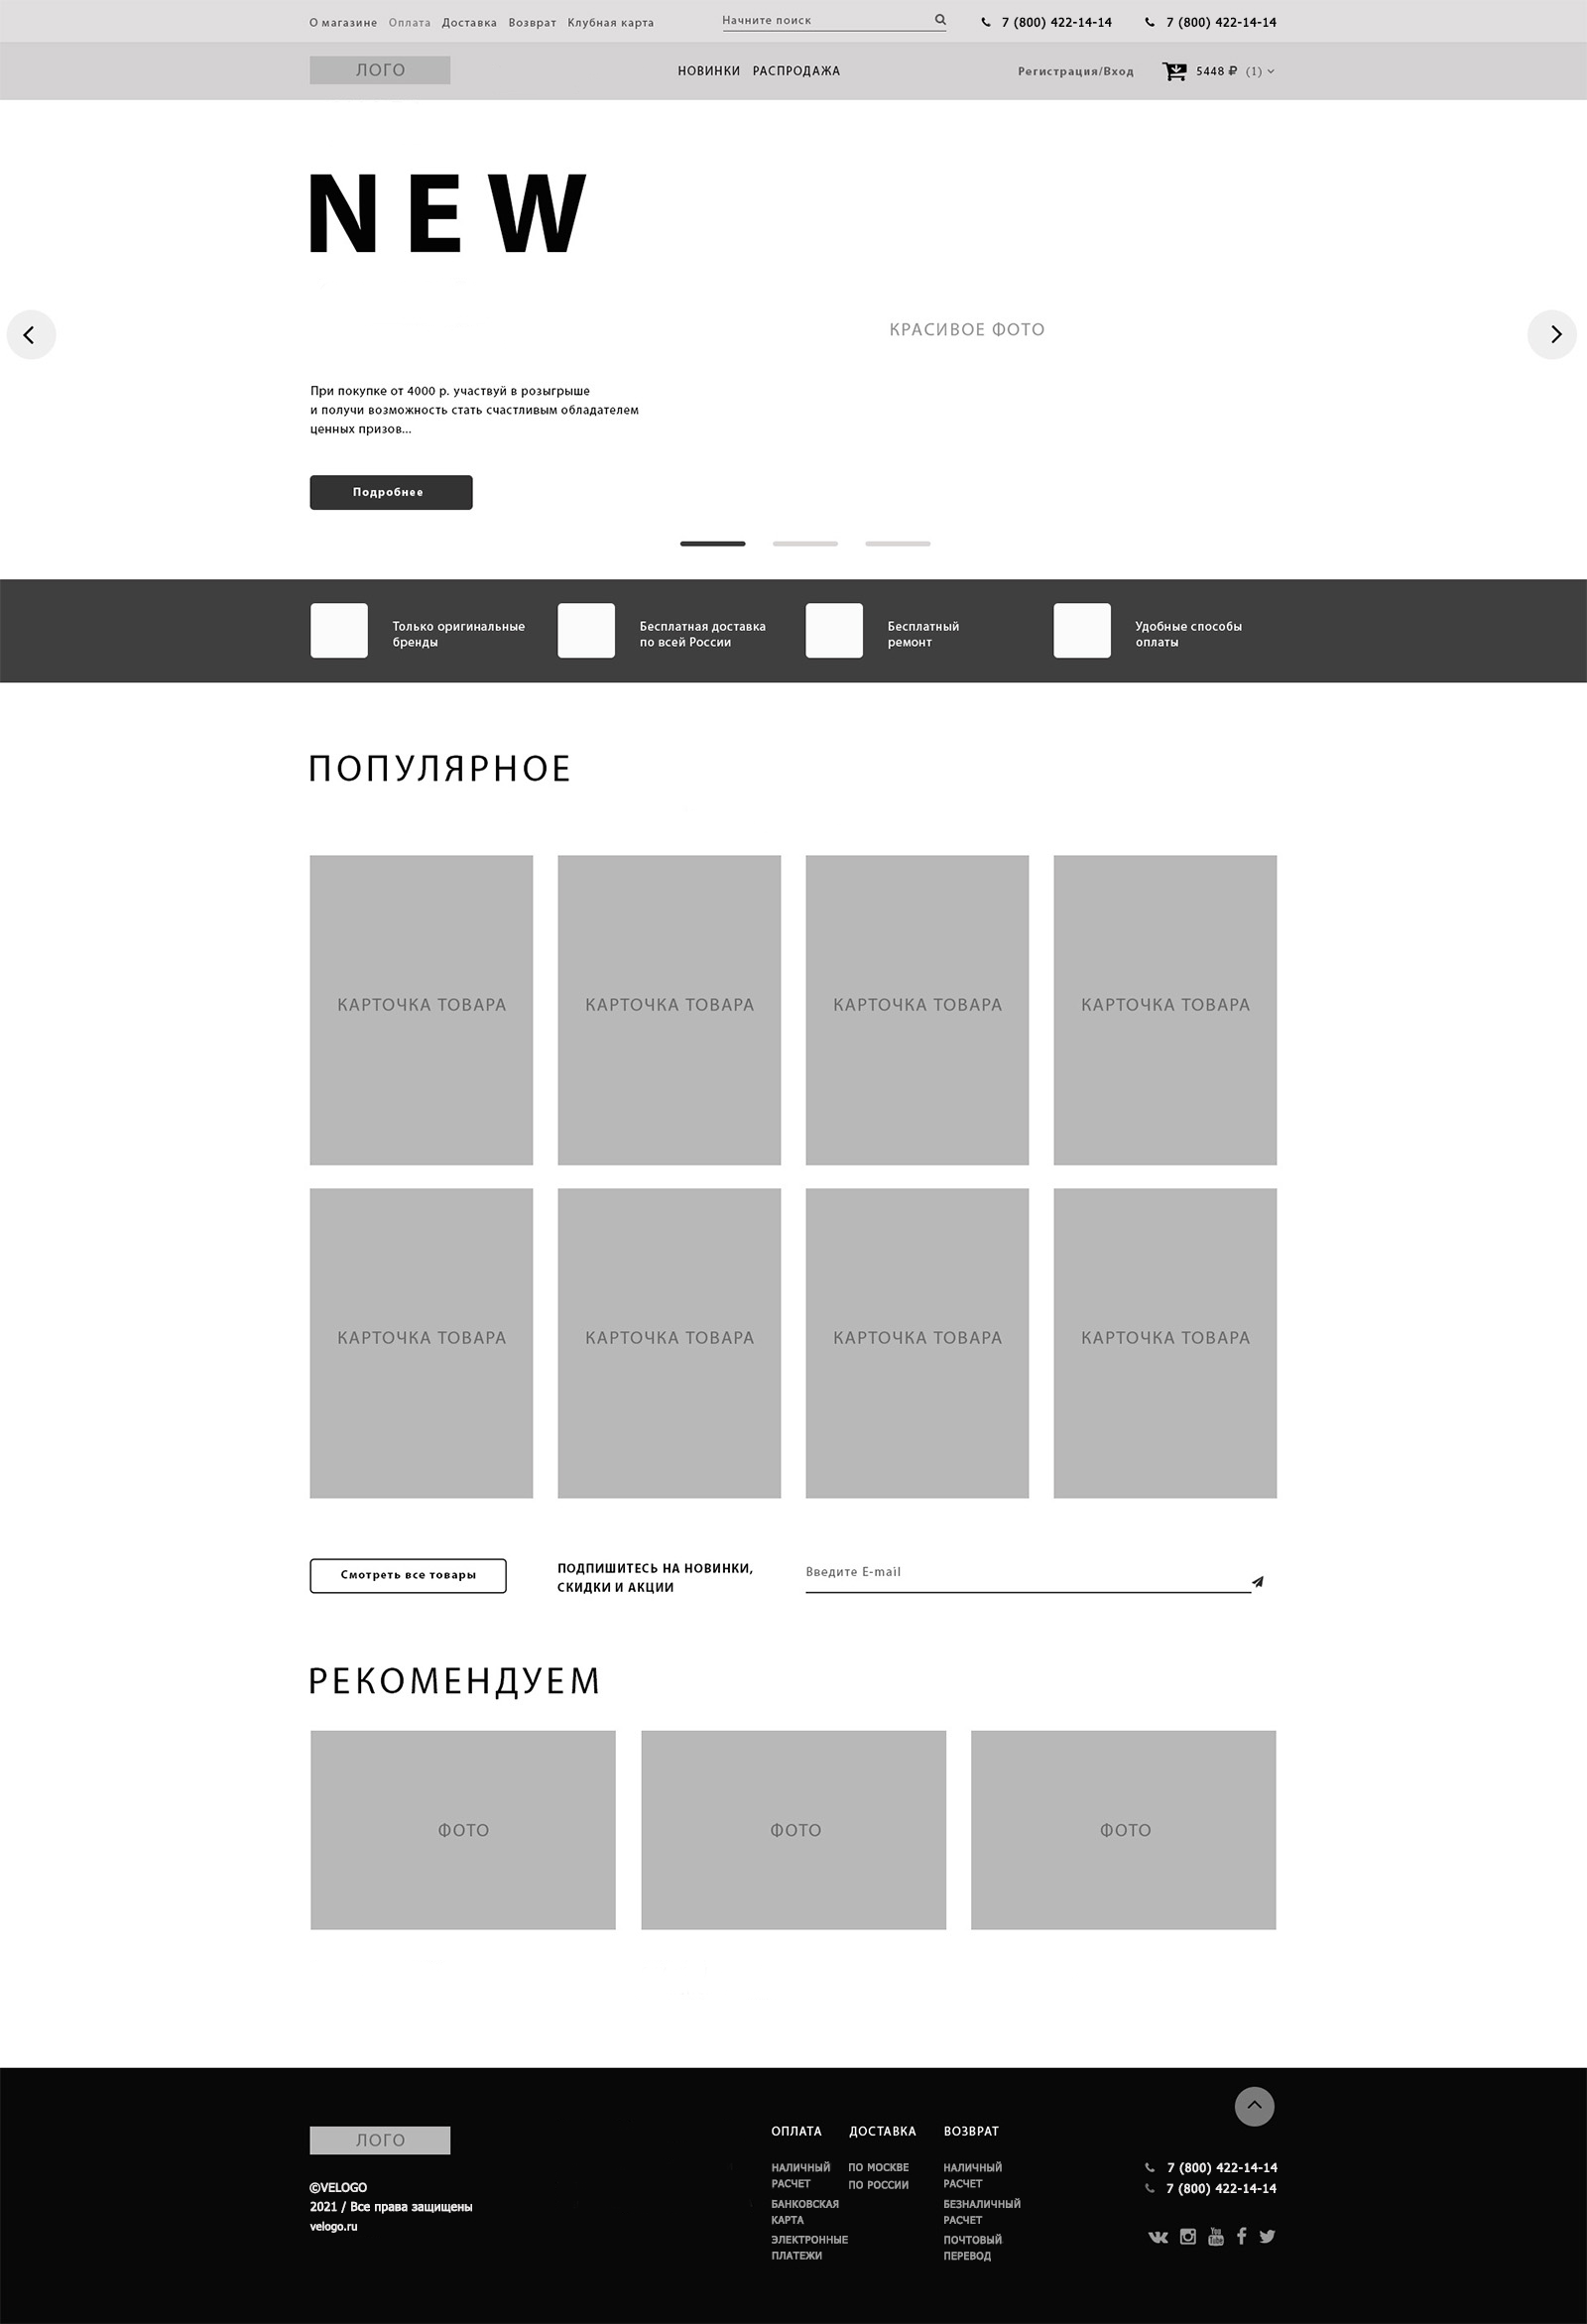 О магазине Оплата Доставка Возврат Клубная карта Начните поиск 7 (800) 422-14-14 7 (800) 422-14-14
ЛОГО НОВИНКИ РАСПРОДАЖА Регистрация/Вход 5448 ₽ (1)
NEW
КРАСИВОЕ ФОТО
При покупке от 4000 р. участвуй в розыгрыше
и получи возможность стать счастливым обладателем
ценных призов...
Подробнее
Только оригинальные
бренды
Бесплатная доставка
по всей России
Бесплатный
ремонт
Удобные способы
оплаты
ПОПУЛЯРНОЕ
КАРТОЧКА ТОВАРА КАРТОЧКА ТОВАРА КАРТОЧКА ТОВАРА КАРТОЧКА ТОВАРА
КАРТОЧКА ТОВАРА КАРТОЧКА ТОВАРА КАРТОЧКА ТОВАРА КАРТОЧКА ТОВАРА
Смотреть все товары
ПОДПИШИТЕСЬ НА НОВИНКИ,
СКИДКИ И АКЦИИ
Введите E-mail
РЕКОМЕНДУЕМ
ФОТО ФОТО ФОТО
ЛОГО
©VELOGO
2021 / Все права защищены
velogo.ru
ОПЛАТА
НАЛИЧНЫЙ
РАСЧЕТ
БАНКОВСКАЯ
КАРТА
ЭЛЕКТРОННЫЕ
ПЛАТЕЖИ
ДОСТАВКА
ПО МОСКВЕ
ПО РОССИИ
ВОЗВРАТ
НАЛИЧНЫЙ
РАСЧЕТ
БЕЗНАЛИЧНЫЙ
РАСЧЕТ
ПОЧТОВЫЙ
ПЕРЕВОД
7 (800) 422-14-14
7 (800) 422-14-14
You Tube